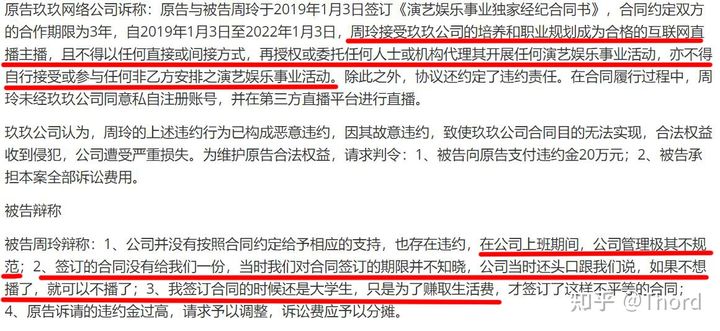 原告玖玖网络公司诉称：原告与被告周玲于2019年1月3日签订《演艺娱乐事业独家经纪合同书》，合同约定双方
的合作期限为3年，自2019年1月3日至2022年1月3日，周玲接受玖玖公司的培养和职业规划成为合格的互联网直
播主播，且不得以任何直接或间接方式，再授权或委托任何人士或机构代理其开展任何演艺娱乐事业活动，亦不得
自行接受或参与任何非乙方安排之演艺娱乐事业活动。除此之外，协议还约定了违约责任。在合同履行过程中，周
玲未经玖玖公司同意私自注册账号，并在第三方直播平台进行直播。
玖玖公司认为，周玲的上述违约行为已构成恶意违约，因其故意违约，致使玖玖公司合同目的无法实现，合法权益
收到侵犯，公司遭受严重损失。为维护原告合法权益，请求判令：1、被告向原告支付违约金20万元；2、被告承
担本案全部诉讼费用。
被告辩称
被告周玲辩称：1、公司并没有按照合同约定给予相应的支持，也存在违约，在公司上班期间，公司管理极其不规
范；2、签订的合同没有给我们一份，当时我们对合同签订的期限并不知晓，公司当时还头口跟我们说，如果不想
播了，就可以不播了；3、我签订合同的时候还是大学生，只是为了赚取生活费，才签订了这样不平等的合同；
4、原告诉请的违约金过高，请求予以调整，诉讼费应予以分摊。
知乎 @Thord